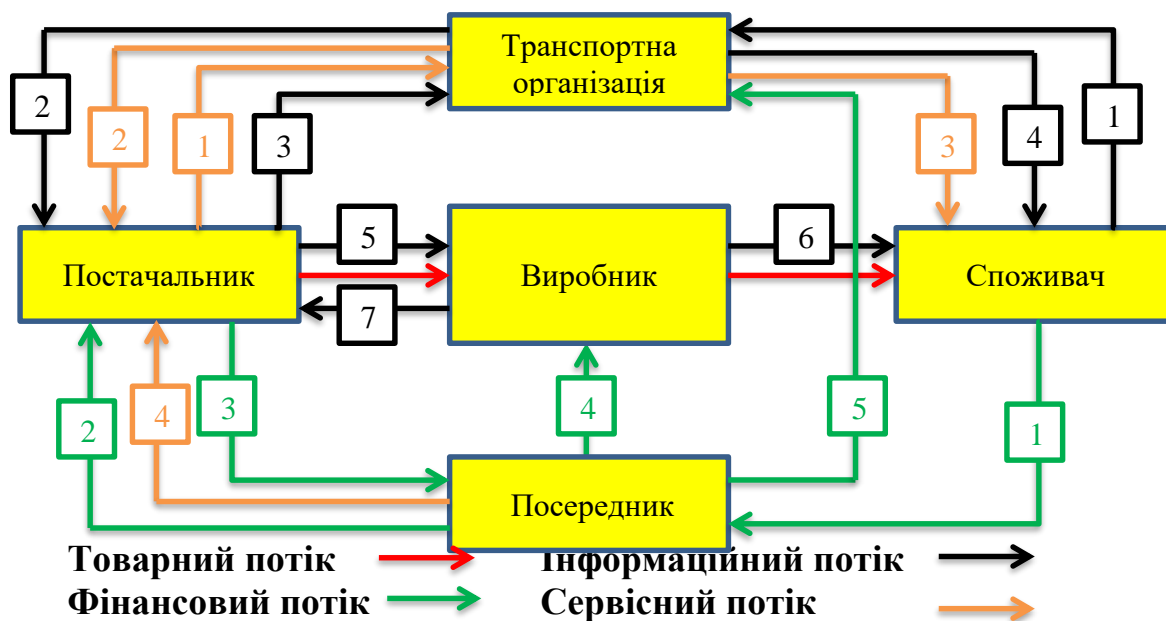 Транспортна
організація
2
2
1
3
3
4
1
Постачальник
5
7
Виробник
6
Споживач
2
4
3
4
5
1
Посередник
Товарний потік
Інформаційний потік
Фінансовий потік
Сервісний потік